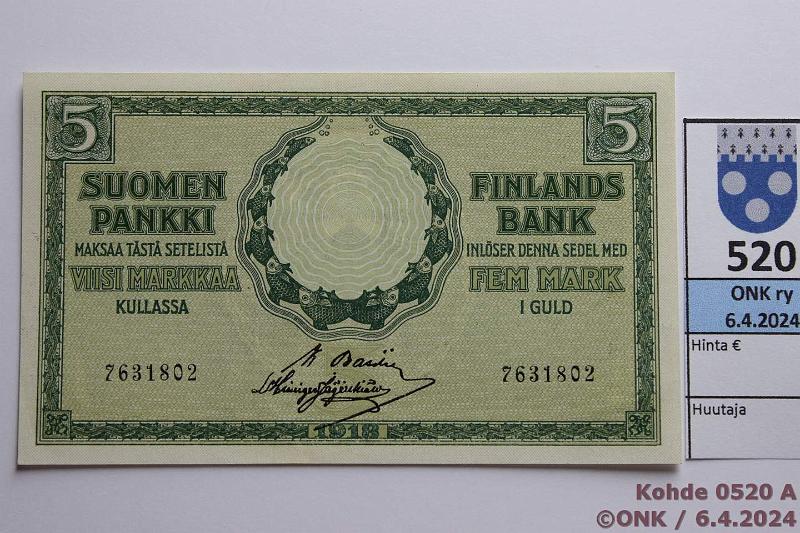 5 5
SUOMEN
PANKKI
MAKSAA TÄSTÄ SETELISTÄ
VIISI MARKKAA
KULLASSA
FINLANDS
BANK
INLÖSER DENNA SEDEL MED
FEM MARK
I GULD
7631802 7631802
1918
520
ONK ry
6.4.2024
Hinta €
Huutaja
Kohde 0520 A
©ONK / 6.4.2024